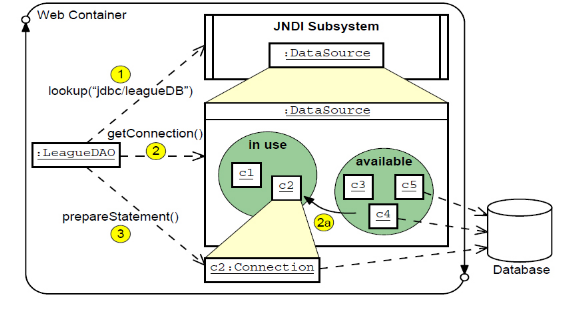 Web Container
JNDI Subsystem
:DataSource
1
lookup("jdbc/leagueDB")
:DataSource
getConnection()
in use
:LeagueDAO
2
available
c1
c2
c3
c5
c4
prepareStatement()
2a
3
c2:Connection
Database